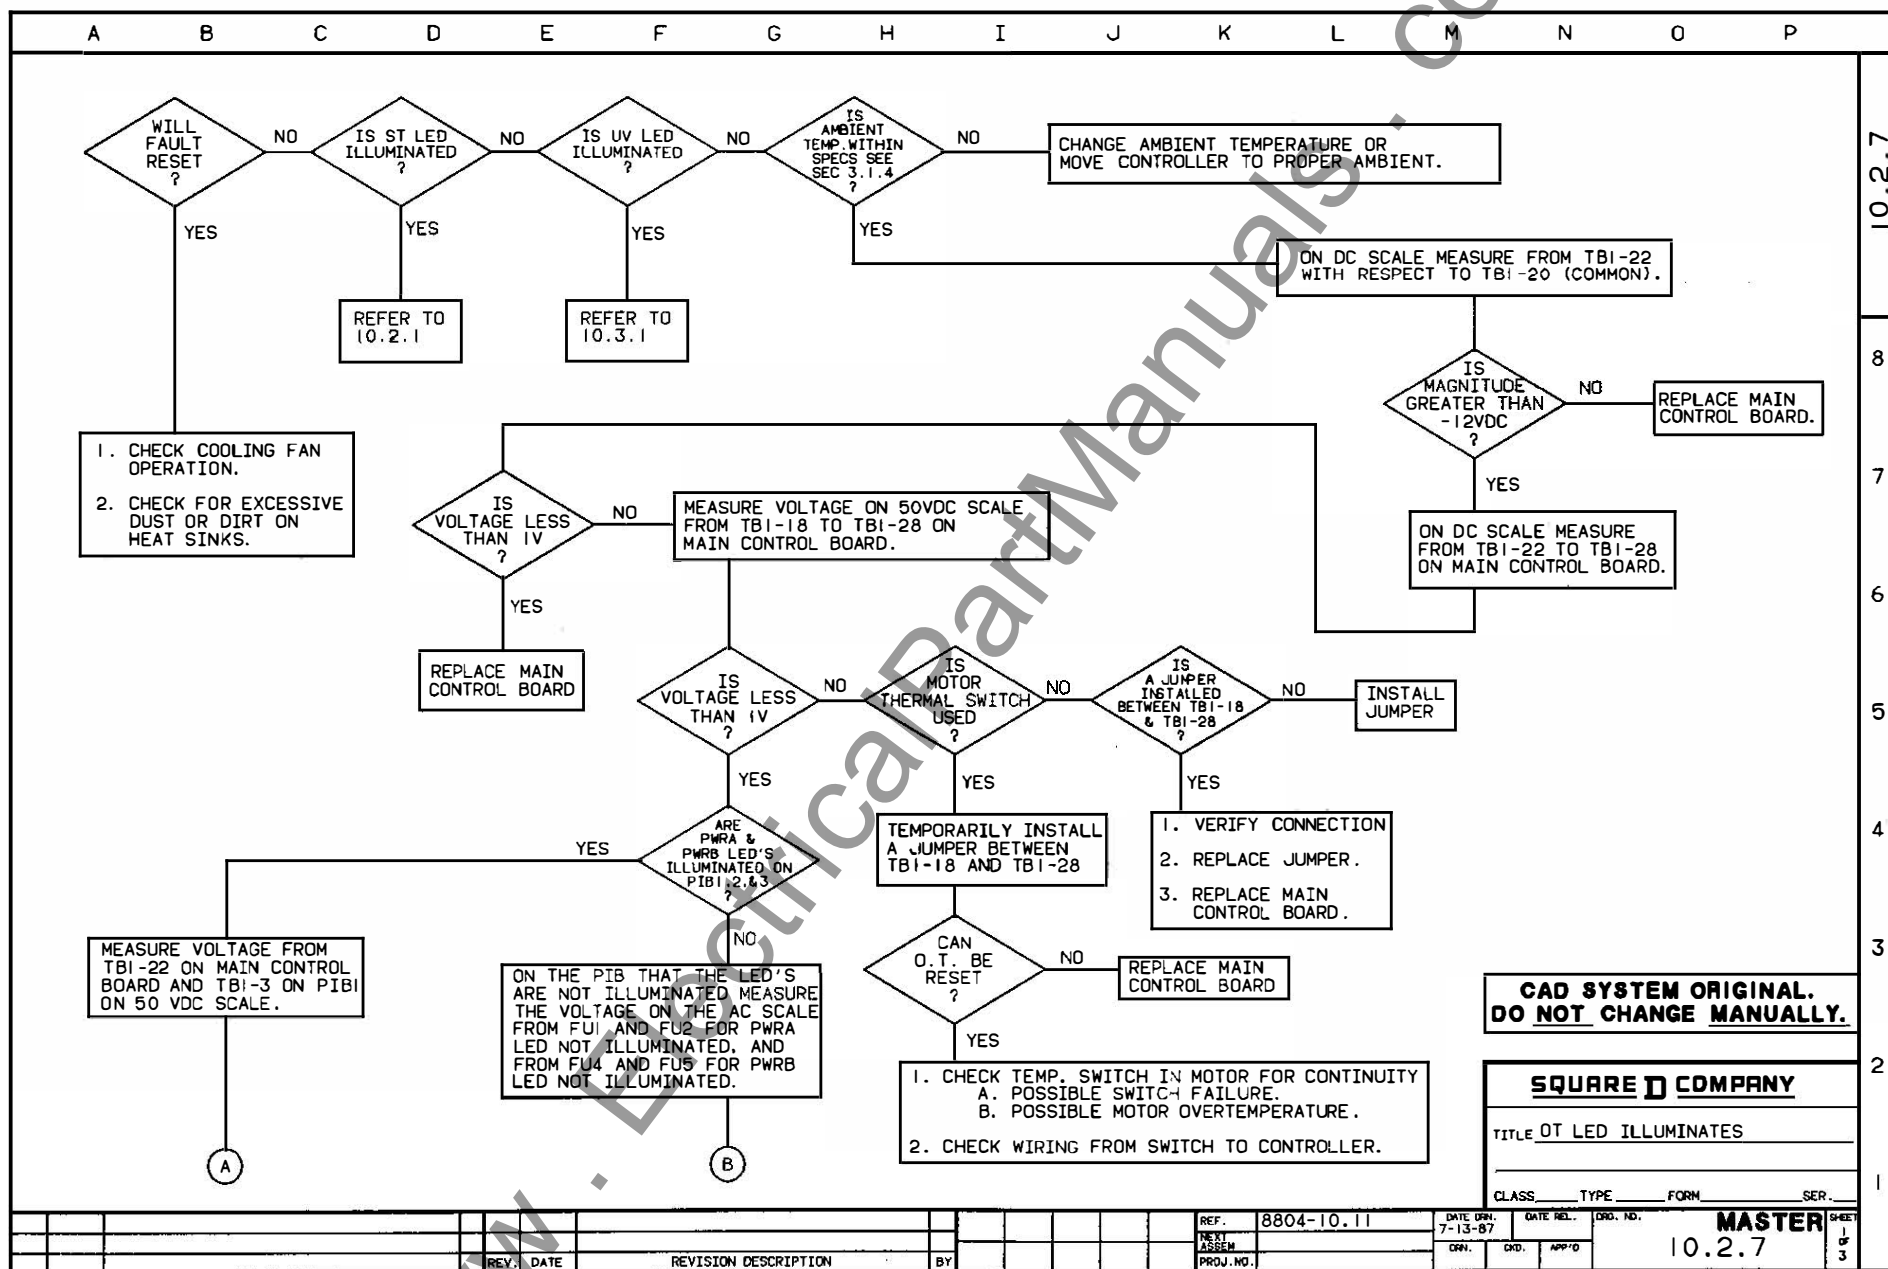 A B C D E F G H I J K L M N O P
10.2.7
8
7
6
5
4
3
2
1
WILL
FAULT
RESET
?
NO
YES
IS ST LED
ILLUMINATED
?
NO
YES
IS UV LED
ILLUMINATED
?
NO
YES
IS
AMBIENT
TEMP.WITHIN
SPECS SEE
SEC 3.1.4
?
NO
YES
CHANGE AMBIENT TEMPERATURE OR
MOVE CONTROLLER TO PROPER AMBIENT.
REFER TO
10.2.1
REFER TO
10.3.1
ON DC SCALE MEASURE FROM TB1-22
WITH RESPECT TO TB1-20 (COMMON).
IS
MAGNITUDE
GREATER THAN
-12VDC
?
NO
YES
REPLACE MAIN
CONTROL BOARD.
1. CHECK COOLING FAN
OPERATION.
2. CHECK FOR EXCESSIVE
DUST OR DIRT ON
HEAT SINKS.
IS
VOLTAGE LESS
THAN 1V
?
NO
YES
MEASURE VOLTAGE ON 50VDC SCALE
FROM TB1-18 TO TB1-28 ON
MAIN CONTROL BOARD.
ON DC SCALE MEASURE
FROM TB1-22 TO TB1-28
ON MAIN CONTROL BOARD.
REPLACE MAIN
CONTROL BOARD
IS
VOLTAGE LESS
THAN 1V
?
NO
YES
IS
MOTOR
THERMAL SWITCH
USED
?
NO
YES
IS
A JUMPER
INSTALLED
BETWEEN TB1-18
& TB1-28
?
NO
YES
INSTALL
JUMPER
ARE
PWRA &
PWRB LED'S
ILLUMINATED ON
PIB1,2,&3
?
YES
NO
TEMPORARILY INSTALL
A JUMPER BETWEEN
TB1-18 AND TB1-28
1. VERIFY CONNECTION
2. REPLACE JUMPER.
3. REPLACE MAIN
CONTROL BOARD.
MEASURE VOLTAGE FROM
TB1-22 ON MAIN CONTROL
BOARD AND TB1-3 ON PIB1
ON 50 VDC SCALE.
ON THE PIB THAT THE LED'S
ARE NOT ILLUMINATED MEASURE
THE VOLTAGE ON THE AC SCALE
FROM FU1 AND FU2 FOR PWRA
LED NOT ILLUMINATED, AND
FROM FU4 AND FU5 FOR PWRB
LED NOT ILLUMINATED.
CAN
O.T. BE
RESET
?
NO
YES
REPLACE MAIN
CONTROL BOARD
1. CHECK TEMP. SWITCH IN MOTOR FOR CONTINUITY
A. POSSIBLE SWITCH FAILURE.
B. POSSIBLE MOTOR OVERTEMPERATURE.
2. CHECK WIRING FROM SWITCH TO CONTROLLER.
A
B
CAD SYSTEM ORIGINAL.
DO NOT CHANGE MANUALLY.
SQUARE D COMPANY
TITLE OT LED ILLUMINATES
CLASS TYPE FORM SER.
REV. DATE REVISION DESCRIPTION BY
REF. 8804-10.11
NEXT
ASSEM
PROJ.NO.
DATE DRN.
7-13-87
DATE REL.
DRN. CKD. APP'D
DRG. NO.
MASTER
10.2.7
SHEET
1
OF
3
w . ElectricalPartManuals . co